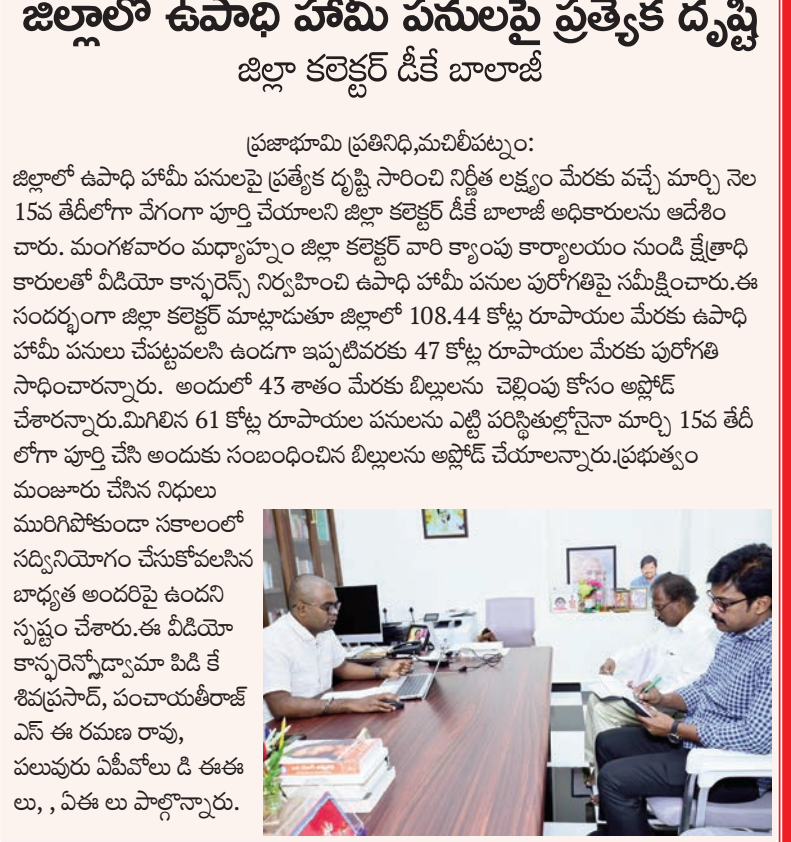 జిల్లాలో ఉపాధి హామీ పనులపై ప్రత్యేక దృష్టి
జిల్లా కలెక్టర్ డీకే బాలాజీ
ప్రజాభూమి ప్రతినిధి,మచిలీపట్నం:
జిల్లాలో ఉపాధి హామీ పనులపై ప్రత్యేక దృష్టి సారించి నిర్ణీత లక్ష్యం మేరకు వచ్చే మార్చి నెల
15వ తేదీలోగా వేగంగా పూర్తి చేయాలని జిల్లా కలెక్టర్ డీకే బాలాజీ అధికారులను ఆదేశిం
చారు. మంగళవారం మధ్యాహ్నం జిల్లా కలెక్టర్ వారి క్యాంపు కార్యాలయం నుండి క్షేత్రాధి
కారులతో వీడియో కాన్ఫరెన్స్ నిర్వహించి ఉపాధి హామీ పనుల పురోగతిపై సమీక్షించారు.ఈ
సందర్భంగా జిల్లా కలెక్టర్ మాట్లాడుతూ జిల్లాలో 108.44 కోట్ల రూపాయల మేరకు ఉపాధి
హామీ పనులు చేపట్టవలసి ఉండగా ఇప్పటివరకు 47 కోట్ల రూపాయల మేరకు పురోగతి
సాధించారన్నారు. అందులో 43 శాతం మేరకు బిల్లులను చెల్లింపు కోసం అప్లోడ్
చేశారన్నారు.మిగిలిన 61 కోట్ల రూపాయల పనులను ఎట్టి పరిస్థితుల్లోనైనా మార్చి 15వ తేదీ
లోగా పూర్తి చేసి అందుకు సంబంధించిన బిల్లులను అప్లోడ్ చేయాలన్నారు.ప్రభుత్వం
మంజూరు చేసిన నిధులు
మురిగిపోకుండా సకాలంలో
సద్వినియోగం చేసుకోవలసిన
బాధ్యత అందరిపై ఉందని
స్పష్టం చేశారు.ఈ వీడియో
కాన్ఫరెన్స్లోడ్వామా పిడి కే
శివప్రసాద్, పంచాయతీరాజ్
ఎస్ ఈ రమణ రావు,
పలువురు ఏపీవోలు డి ఈఈ
లు, , ఏఈ లు పాల్గొన్నారు.